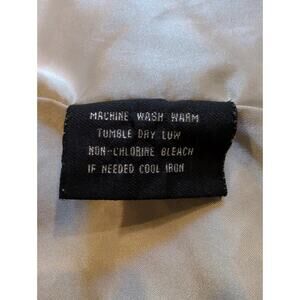 MACHINE WASH WARM
TUMBLE DRY LOW
NON-CHLORINE BLEACH
IF NEEDED COOL IRON